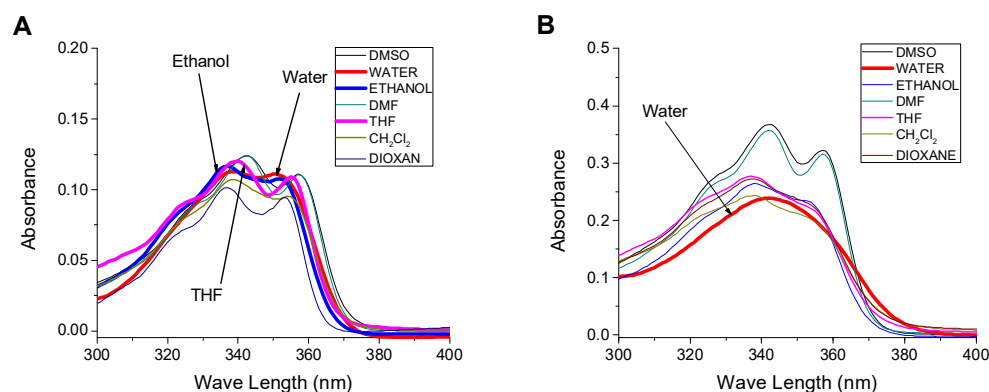 A
0.20
0.15
0.10
0.05
0.00
Absorbance
300
320
340
360
380
400
Wave Length (nm)
Ethanol
Water
THF
DMSO
WATER
ETHANOL
DMF
THF
CH2Cl2
DIOXAN
B
0.5
0.4
0.3
0.2
0.1
0.0
Absorbance
300
320
340
360
380
400
Wave Length (nm)
Water
DMSO
WATER
ETHANOL
DMF
THF
CH2Cl2
DIOXANE